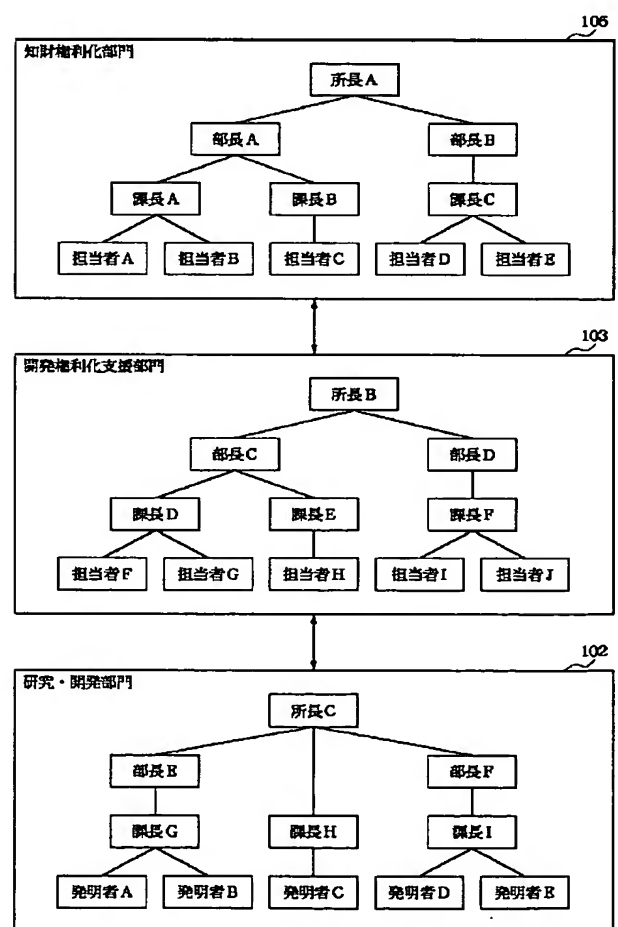 105
知財権利化部門
所長A
部長A 部長B
課長A 課長B 課長C
担当者A 担当者B 担当者C 担当者D 担当者E
103
開発権利化支援部門
所長B
部長C 部長D
課長D 課長E 課長F
担当者F 担当者G 担当者H 担当者I 担当者J
102
研究・開発部門
所長C
部長E 部長F
課長G 課長H 課長I
発明者A 発明者B 発明者C 発明者D 発明者E